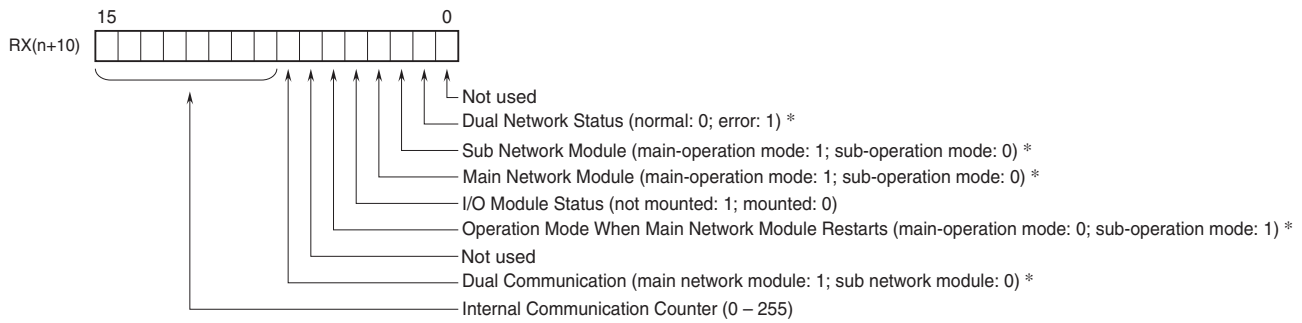 15 0
RX(n+10)
Not used
Dual Network Status (normal: 0; error: 1) *
Sub Network Module (main-operation mode: 1; sub-operation mode: 0) *
Main Network Module (main-operation mode: 1; sub-operation mode: 0) *
I/O Module Status (not mounted: 1; mounted: 0)
Operation Mode When Main Network Module Restarts (main-operation mode: 0; sub-operation mode: 1) *
Not used
Dual Communication (main network module: 1; sub network module: 0) *
Internal Communication Counter (0 – 255)